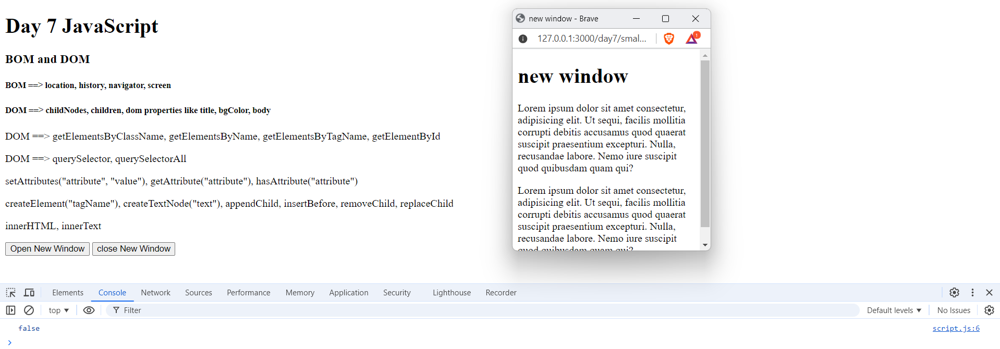 Day 7 JavaScript
BOM and DOM
BOM ==> location, history, navigator, screen
DOM ==> childNodes, children, dom properties like title, bgColor, body
DOM ==> getElementsByClassName, getElementsByName, getElementsByTagName, getElementById
DOM ==> querySelector, querySelectorAll
setAttributes("attribute", "value"), getAttribute("attribute"), hasAttribute("attribute")
createElement("tagName"), createTextNode("text"), appendChild, insertBefore, removeChild, replaceChild
innerHTML, innerText
Open New Window close New Window
new window - Brave
127.0.0.1:3000/day7/smal...
1
new window
Lorem ipsum dolor sit amet consectetur,
adipisicing elit. Ut sequi, facilis mollitia
corrupti debitis accusamus quod quaerat
suscipit praesentium excepturi. Nulla,
recusandae labore. Nemo iure suscipit
quod quibusdam quam qui?
Lorem ipsum dolor sit amet consectetur,
adipisicing elit. Ut sequi, facilis mollitia
corrupti debitis accusamus quod quaerat
suscipit praesentium excepturi. Nulla,
recusandae labore. Nemo iure suscipit
quod quibusdam quam qui?
Elements Console Network Sources Performance Memory Application Security Lighthouse Recorder
top Filter Default levels No Issues
false script.js:6